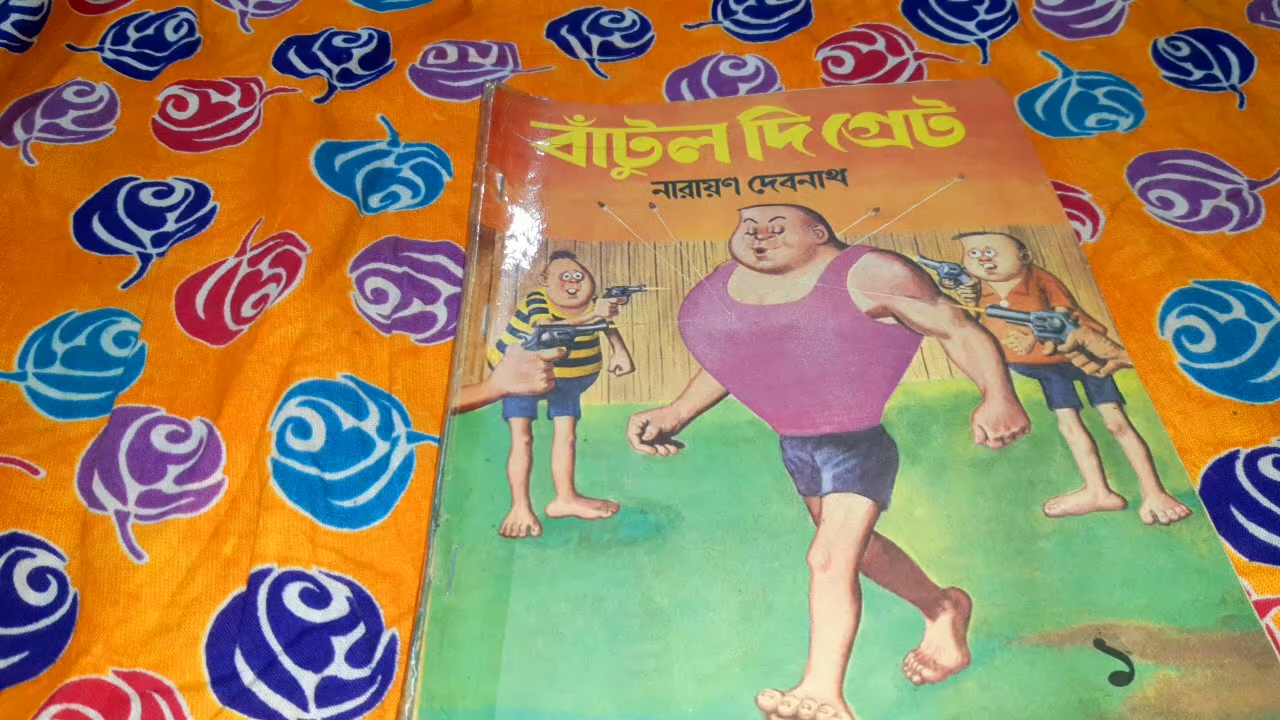 বাঁটুল দি গ্রেট
নারায়ণ দেবনাথ
১